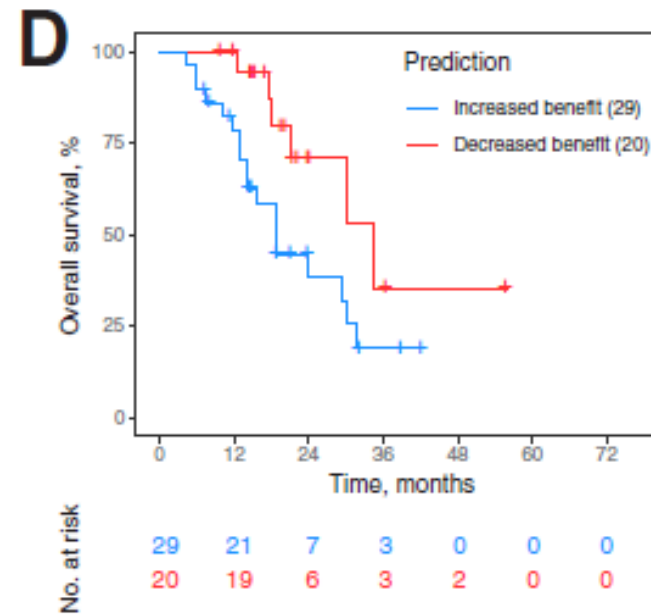 D
Prediction
Increased benefit (29)
Decreased benefit (20)
Overall survival, %
100
75
50
25
0
0 12 24 36 48 60 72
Time, months
No. at risk
29 21 7 3 0 0 0
20 19 6 3 2 0 0